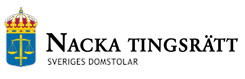 NACKA TINGSRÄTT
SVERIGES DOMSTOLAR